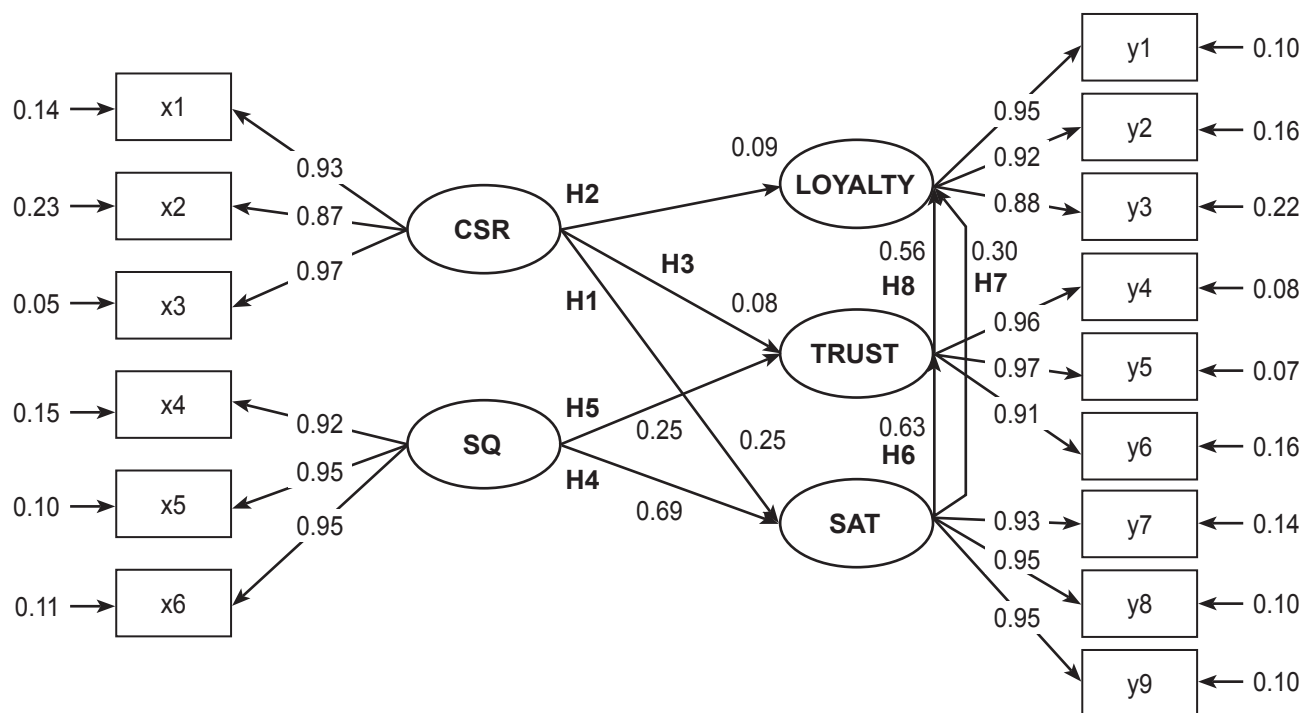 y1
0.10
x1
0.14
0.95
y2
0.16
0.93
0.09
0.92
x2
0.23
0.87
H2
LOYALTY
0.88
y3
0.22
CSR
0.97
H3
0.56
0.30
H8
H7
y4
0.08
x3
0.05
H1
0.08
0.96
TRUST
0.97
y5
0.07
x4
0.15
0.92
H5
0.25
0.25
0.63
0.91
y6
0.16
SQ
H6
0.95
H4
x5
0.10
0.69
SAT
0.93
y7
0.14
0.95
0.95
y8
0.10
x6
0.11
0.95
y9
0.10